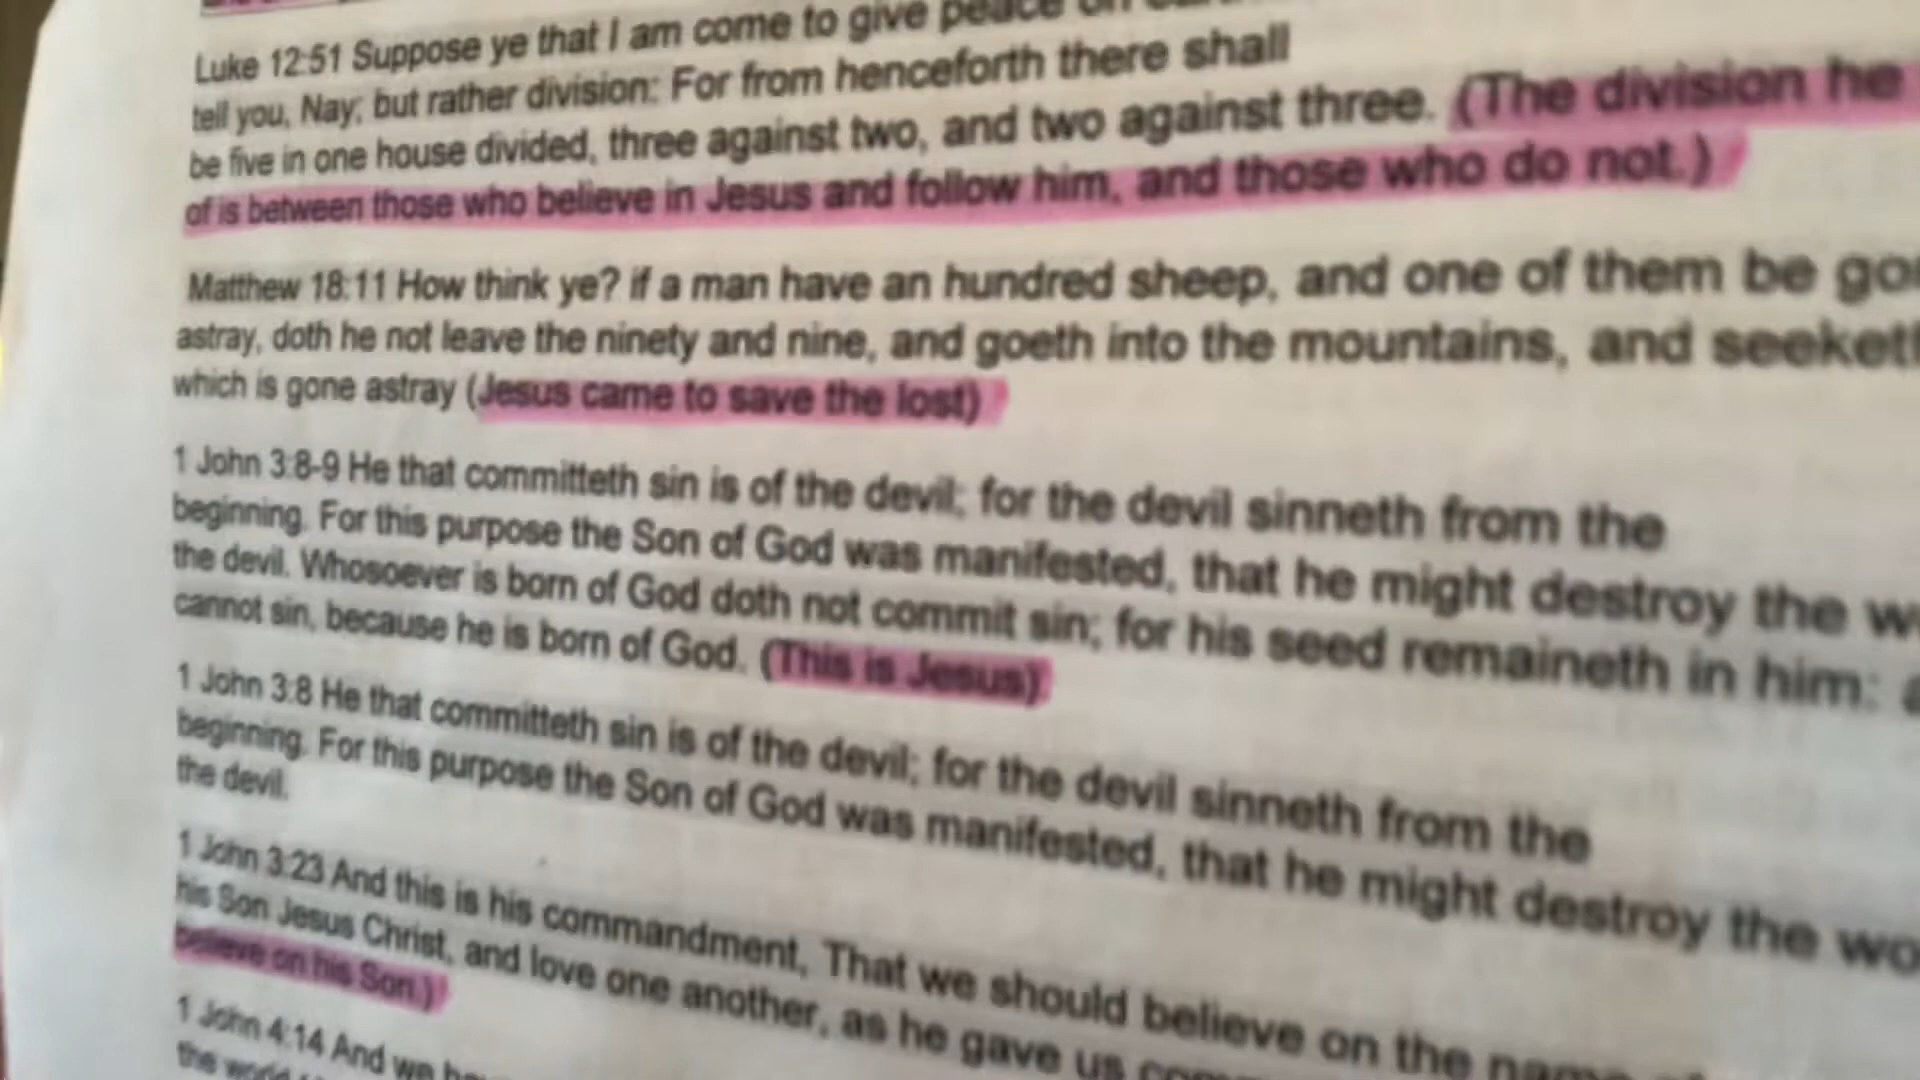 Luke 12:51 Suppose ye that I am come to give peace on
tell you, Nay; but rather division: For from henceforth there shall
be five in one house divided, three against two, and two against three. (The division he
of is between those who believe in Jesus and follow him, and those who do not.)
Matthew 18:11 How think ye? if a man have an hundred sheep, and one of them be
astray, doth he not leave the ninety and nine, and goeth into the mountains, and
which is gone astray (Jesus came to save the lost)
1 John 3:8-9 He that committeth sin is of the devil; for the devil sinneth from the
beginning. For this purpose the Son of God was manifested, that he might destroy the
the devil. Whosoever is born of God doth not commit sin; for his seed remaineth in him:
cannot sin, because he is born of God. (This is Jesus)
1 John 3:8 He that committeth sin is of the devil; for the devil sinneth from the
beginning. For this purpose the Son of God was manifested, that he might destroy the
the devil.
1 John 3:23 And this is his commandment, That we should believe on the name
his Son Jesus Christ, and love one another, as he gave us
believe on his Son.)
1 John 4:14 And we
the world